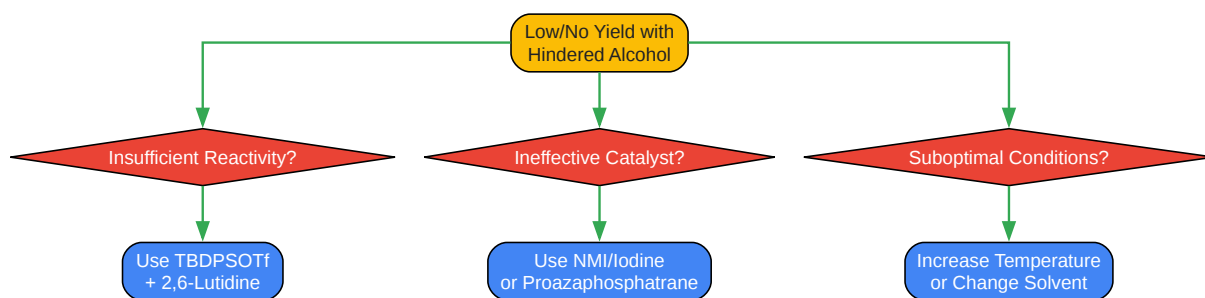 Low/No Yield with
Hindered Alcohol
Insufficient Reactivity?
Ineffective Catalyst?
Suboptimal Conditions?
Use TBDPSOTf
+ 2,6-Lutidine
Use NMI/Iodine
or Proazaphosphatrane
Increase Temperature
or Change Solvent